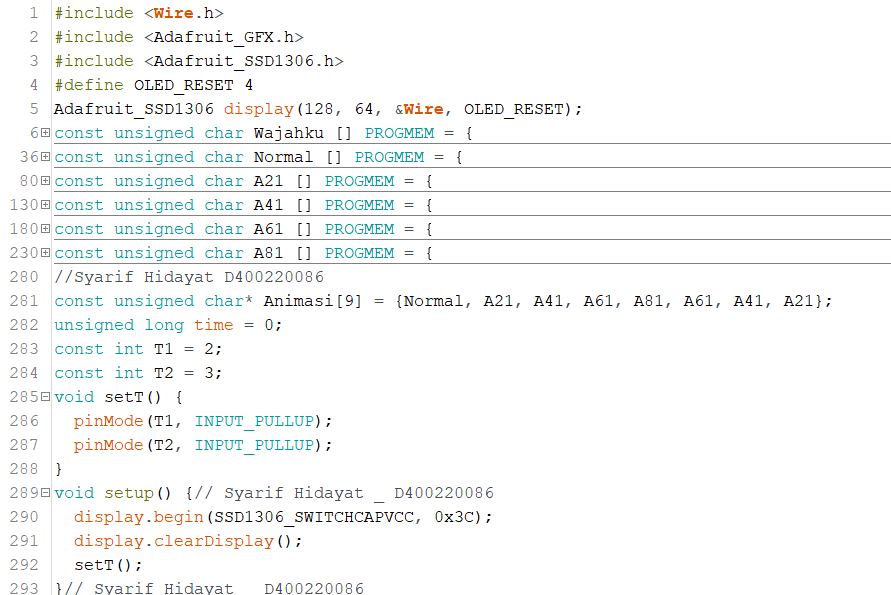 1 #include <Wire.h>
2 #include <Adafruit_GFX.h>
3 #include <Adafruit_SSD1306.h>
4 #define OLED_RESET 4
5 Adafruit_SSD1306 display(128, 64, &Wire, OLED_RESET);
6 const unsigned char Wajahku [] PROGMEM = {
36 const unsigned char Normal [] PROGMEM = {
80 const unsigned char A21 [] PROGMEM = {
130 const unsigned char A41 [] PROGMEM = {
180 const unsigned char A61 [] PROGMEM = {
230 const unsigned char A81 [] PROGMEM = {
280 //Syarif Hidayat D400220086
281 const unsigned char* Animasi[9] = {Normal, A21, A41, A61, A81, A61, A41, A21};
282 unsigned long time = 0;
283 const int T1 = 2;
284 const int T2 = 3;
285 void setT() {
286   pinMode(T1, INPUT_PULLUP);
287   pinMode(T2, INPUT_PULLUP);
288 }
289 void setup() {// Syarif Hidayat _ D400220086
290   display.begin(SSD1306_SWITCHCAPVCC, 0x3C);
291   display.clearDisplay();
292   setT();
293 }// Syarif Hidayat   D400220086